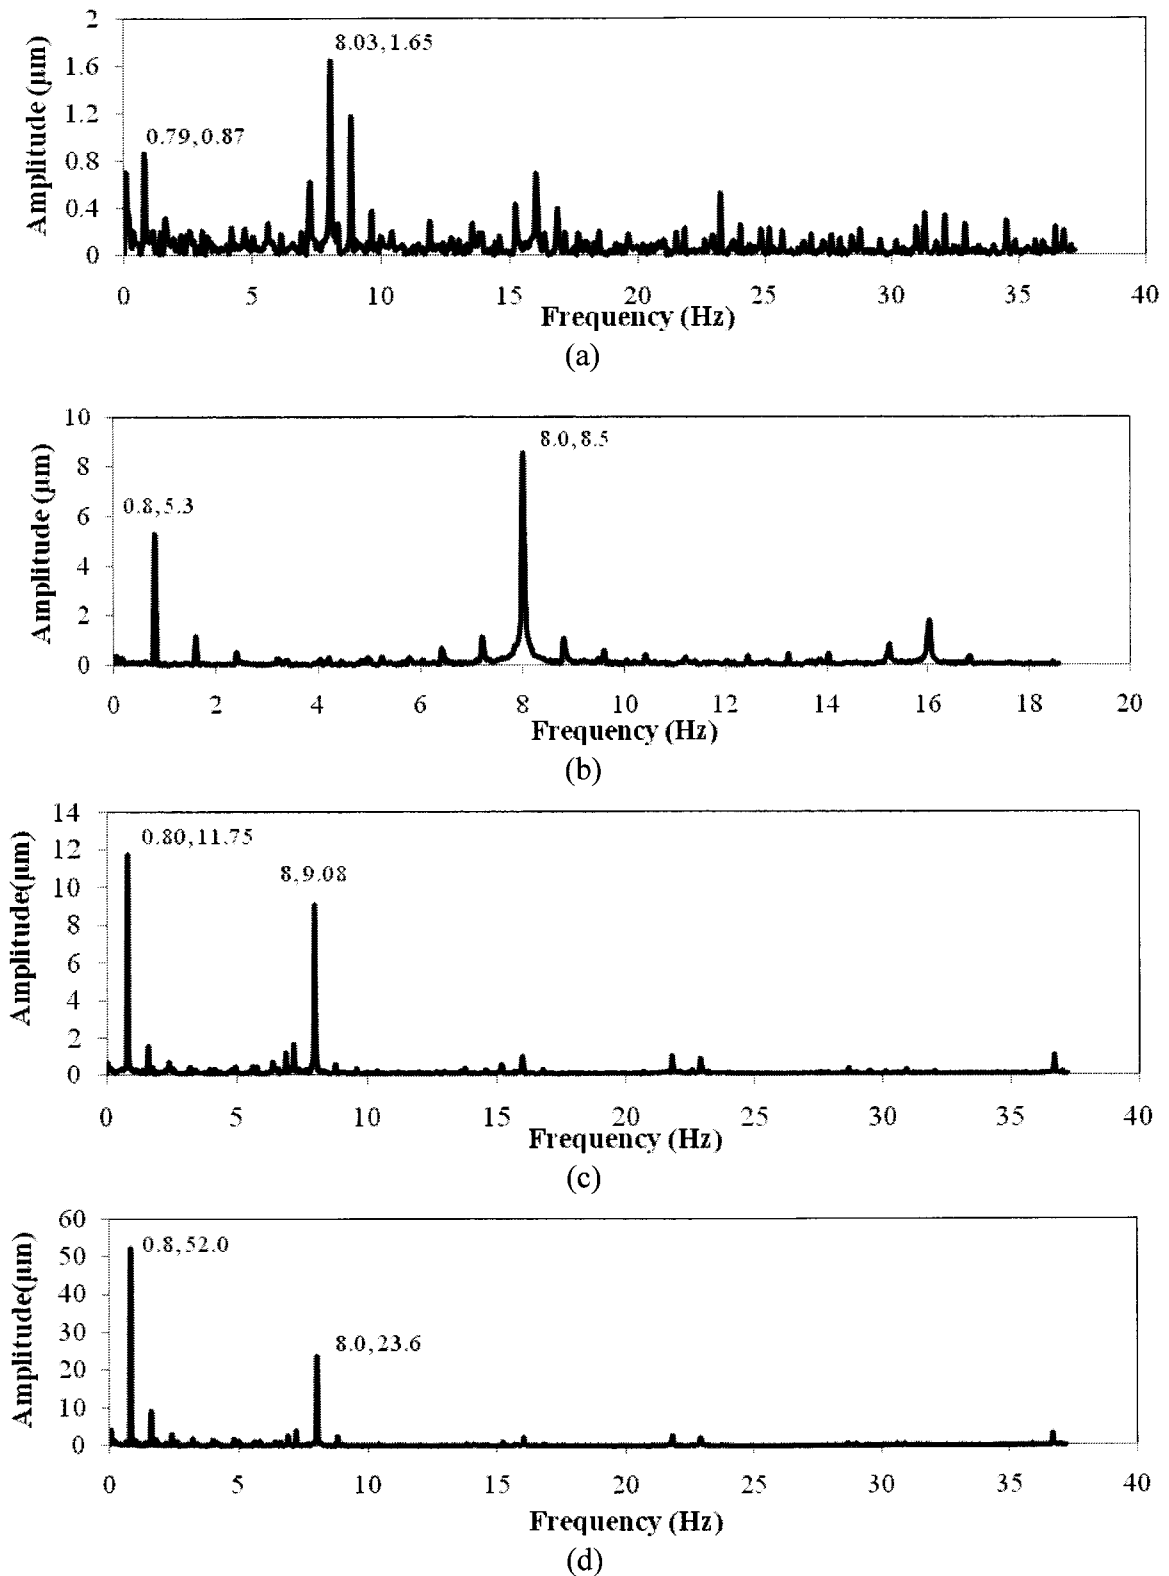 2
1.6
1.2
0.8
0.4
0
Amplitude (µm)
8.03,1.65
0.79,0.87
0 5 10 15 20 25 30 35 40
Frequency (Hz)
(a)
10
8
6
4
2
0
Amplitude (µm)
8.0,8.5
0.8,5.3
0 2 4 6 8 10 12 14 16 18 20
Frequency (Hz)
(b)
14
12
10
8
6
4
2
0
Amplitude(µm)
0.80,11.75
8,9.08
0 5 10 15 20 25 30 35 40
Frequency (Hz)
(c)
60
50
40
30
20
10
0
Amplitude(µm)
0.8,52.0
8.0,23.6
0 5 10 15 20 25 30 35 40
Frequency (Hz)
(d)